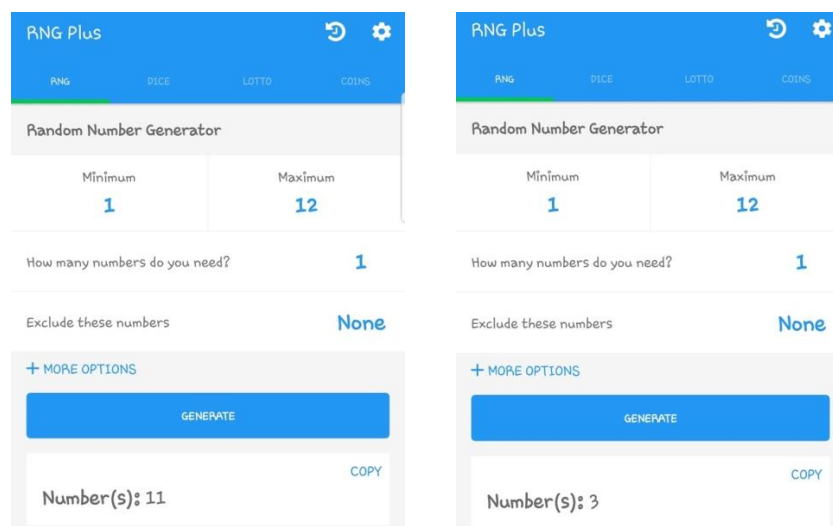 RNG Plus
RNG DICE LOTTO COINS
Random Number Generator
Minimum Maximum
1 12
How many numbers do you need? 1
Exclude these numbers None
+ MORE OPTIONS
GENERATE
COPY
Number(s): 11
RNG Plus
RNG DICE LOTTO COINS
Random Number Generator
Minimum Maximum
1 12
How many numbers do you need? 1
Exclude these numbers None
+ MORE OPTIONS
GENERATE
COPY
Number(s): 3